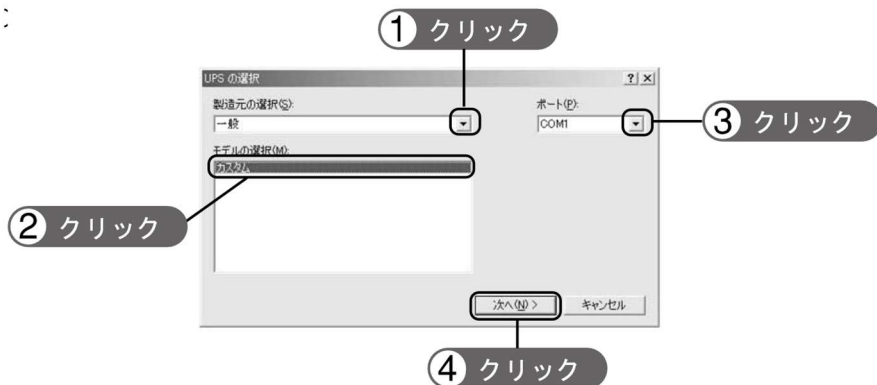 ① クリック
UPS の選択
製造元の選択(S):
一般
ポート(P):
COM1
③ クリック
モデルの選択(M):
カスタム
② クリック
次へ(N) >
キャンセル
④ クリック